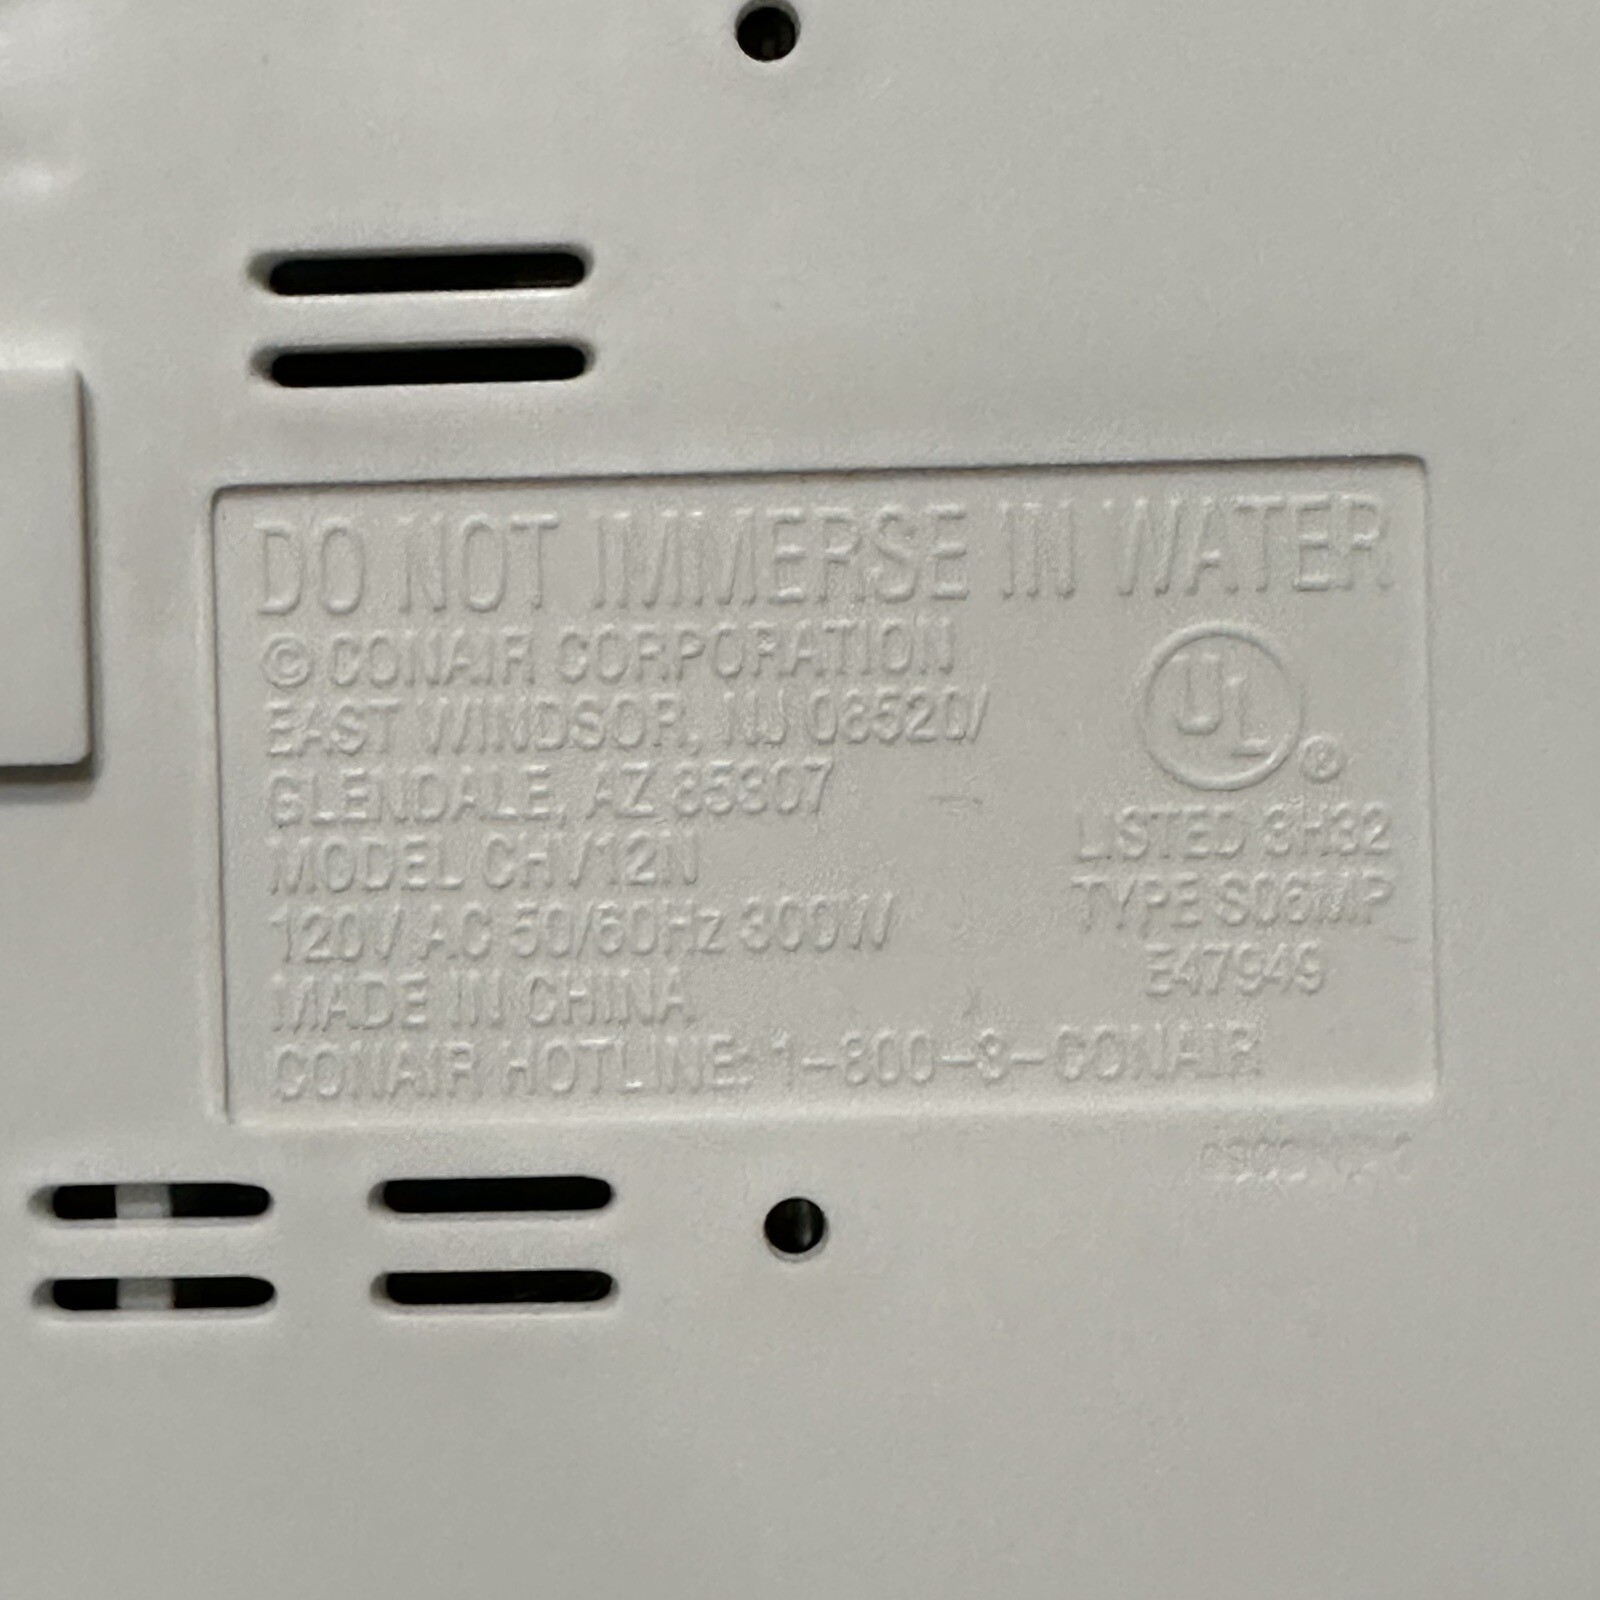 DO NOT IMMERSE IN WATER
© CONAIR CORPORATION
EAST WINDSOR, NJ 08520/
GLENDALE, AZ 85307
MODEL CHV12N
120V AC 50/60Hz 300W
MADE IN CHINA
CONAIR HOTLINE: 1-800-3-CONAIR
UL®
LISTED 3H32
TYPE S06MP
E47949